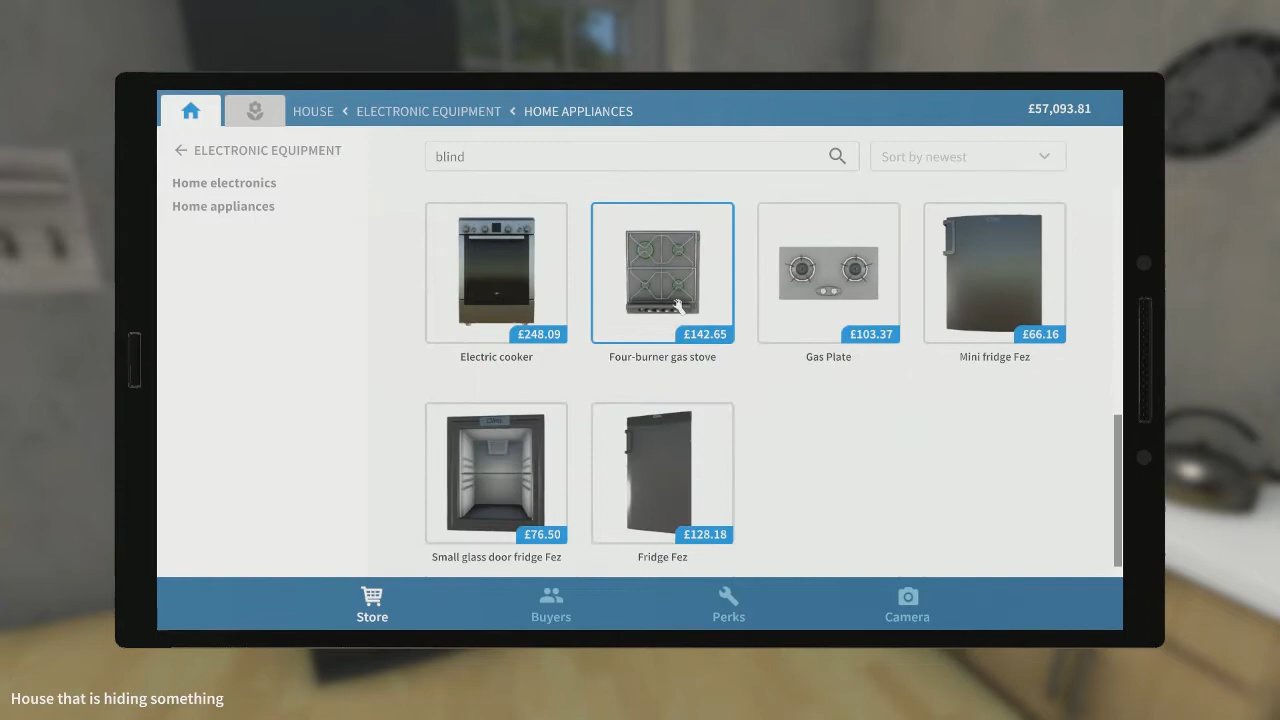 HOUSE < ELECTRONIC EQUIPMENT < HOME APPLIANCES
£57,093.81
ELECTRONIC EQUIPMENT
Home electronics
Home appliances
blind
Sort by newest
£248.09
£142.65
£103.37
£66.16
Electric cooker
Four-burner gas stove
Gas Plate
Mini fridge Fez
£76.50
£128.18
Small glass door fridge Fez
Fridge Fez
Store
Buyers
Perks
Camera
House that is hiding something